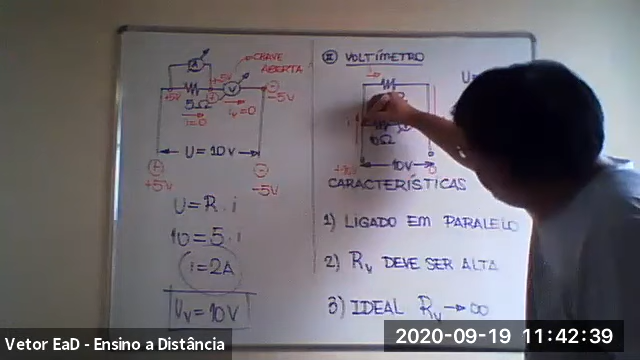 CHAVE
ABERTA
A
+5V
V
+5V
-5V
5Ω
i=0
iᵥ=0
U=10V
+5V
-5V
U=R.i
10=5.i
i=2A
Uᵥ=10V
II VOLTÍMETRO
U=
10Ω
i
10V
0
CARACTERÍSTICAS
1) LIGADO EM PARALELO
2) Rᵥ DEVE SER ALTA
3) IDEAL Rᵥ→∞
Vetor EaD - Ensino a Distância
2020-09-19 11:42:39